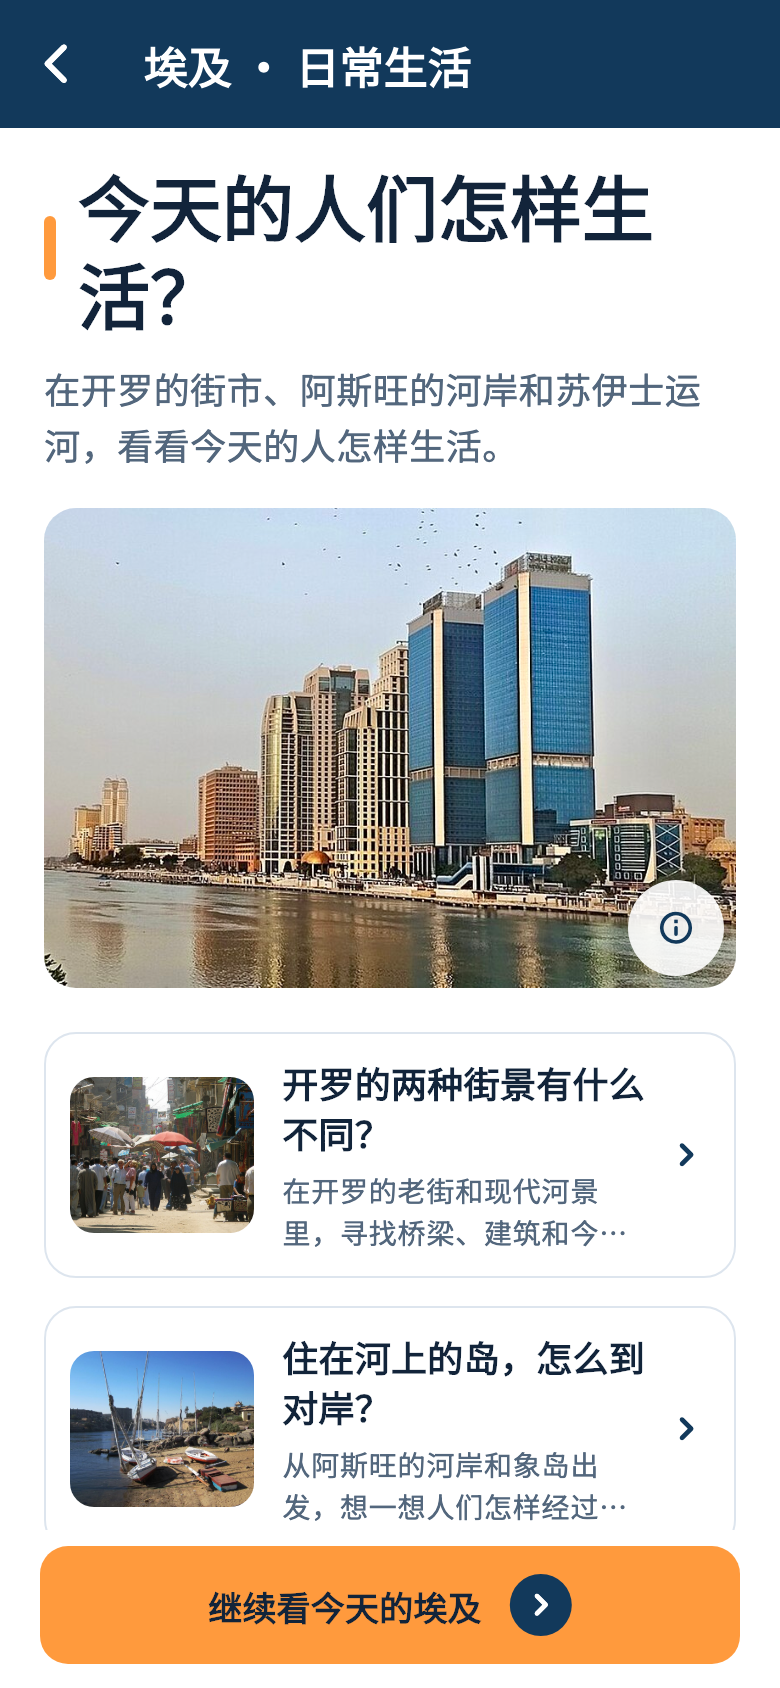 埃及 · 日常生活
今天的人们怎样生
活？
在开罗的街市、阿斯旺的河岸和苏伊士运
河，看看今天的人怎样生活。
开罗的两种街景有什么
不同？
在开罗的老街和现代河景
里，寻找桥梁、建筑和今…
住在河上的岛，怎么到
对岸？
从阿斯旺的河岸和象岛出
发，想一想人们怎样经过…
继续看今天的埃及